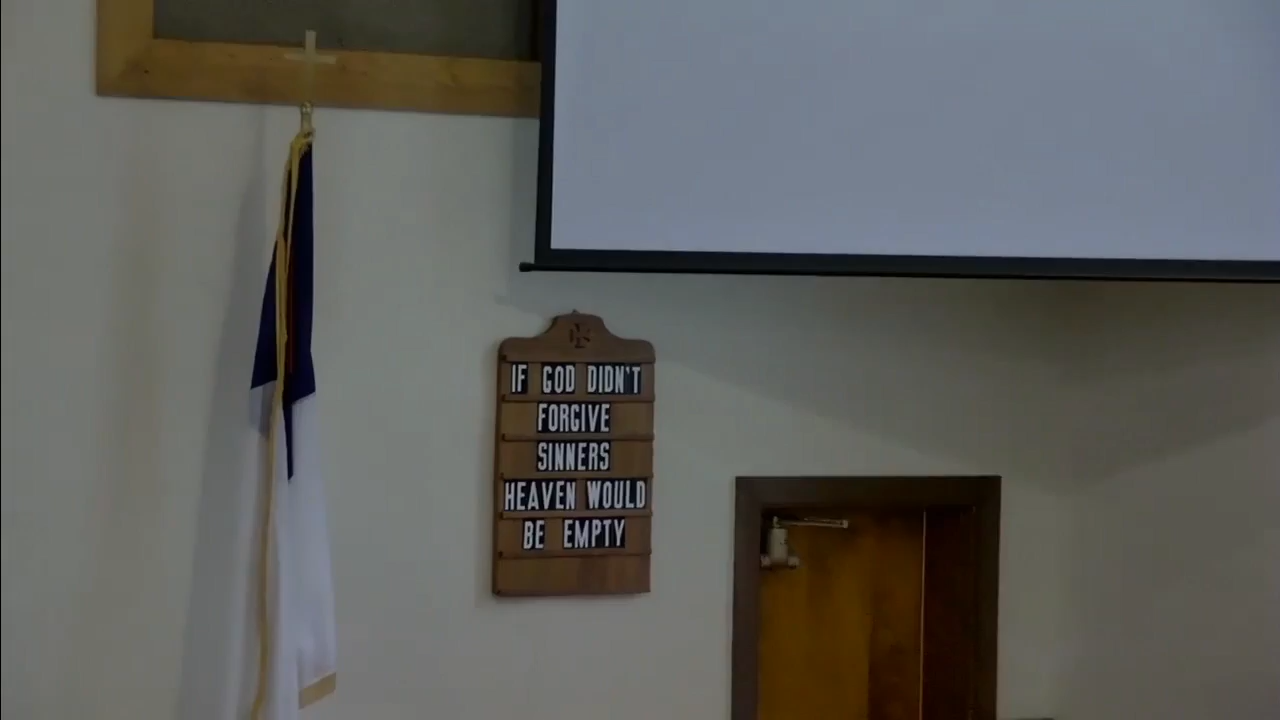 IF GOD DIDN'T
FORGIVE
SINNERS
HEAVEN WOULD
BE EMPTY